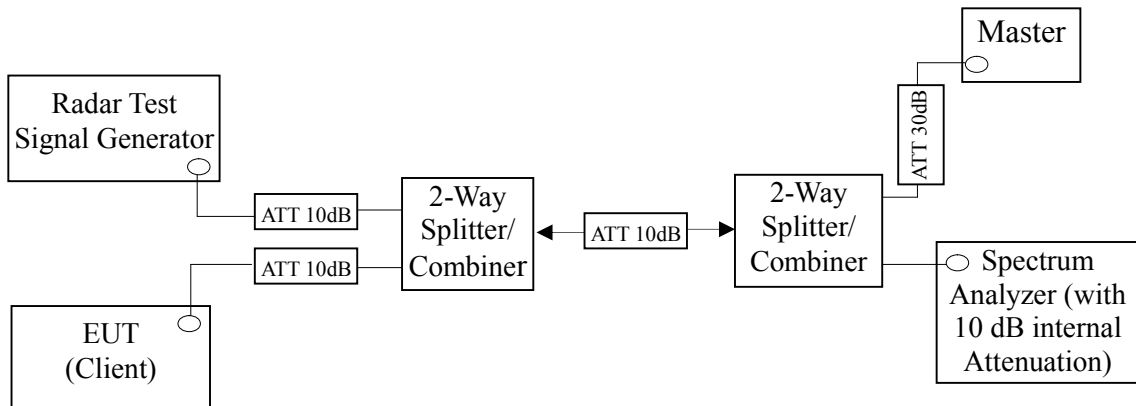 Radar Test
Signal Generator
ATT 10dB
ATT 10dB
EUT
(Client)
2-Way
Splitter/
Combiner
ATT 10dB
2-Way
Splitter/
Combiner
ATT 30dB
Master
Spectrum
Analyzer (with
10 dB internal
Attenuation)